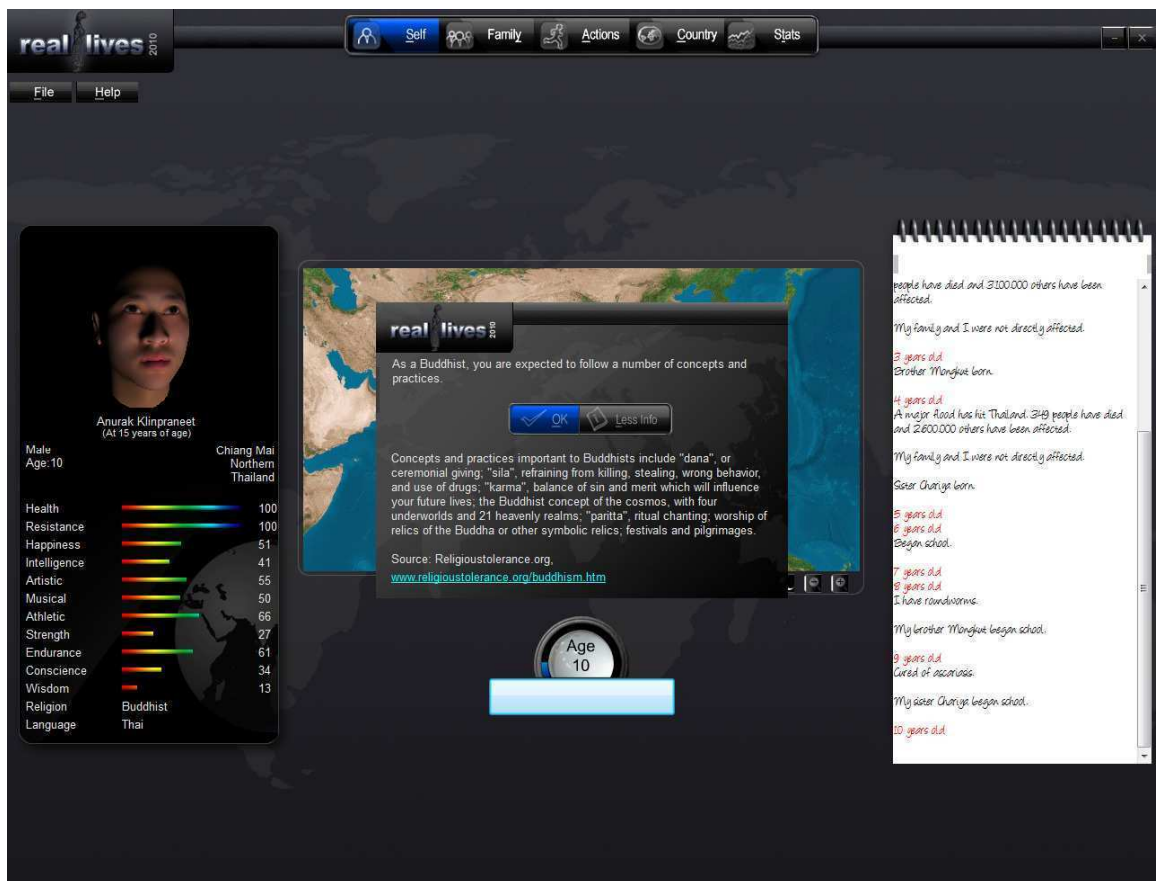 real lives 2010
Self Family Actions Country Stats
- x
File Help
Anurak Klinpraneet
(At 15 years of age)
Male
Age:10
Chiang Mai
Northern
Thailand
Health 100
Resistance 100
Happiness 51
Intelligence 41
Artistic 55
Musical 50
Athletic 66
Strength 27
Endurance 61
Conscience 34
Wisdom 13
Religion Buddhist
Language Thai
real lives 2010
As a Buddhist, you are expected to follow a number of concepts and
practices.
OK Less Info
Concepts and practices important to Buddhists include "dana", or
ceremonial giving; "sila", refraining from killing, stealing, wrong behavior,
and use of drugs; "karma", balance of sin and merit which will influence
your future lives; the Buddhist concept of the cosmos, with four
underworlds and 21 heavenly realms; "paritta", ritual chanting; worship of
relics of the Buddha or other symbolic relics; festivals and pilgrimages.
Source: Religioustolerance.org,
www.religioustolerance.org/buddhism.htm
Age
10
people have died and 3100000 others have been
affected.
My family and I were not directly affected.
3 years old
Brother Mongkut born.
4 years old
A major flood has hit Thailand. 349 people have died
and 2600000 others have been affected.
My family and I were not directly affected.
Sister Chariya born.
5 years old
6 years old
Began school.
7 years old
8 years old
I have roundworms.
My brother Mongkut began school.
9 years old
Cured of ascariasis.
My sister Chariya began school.
10 years old